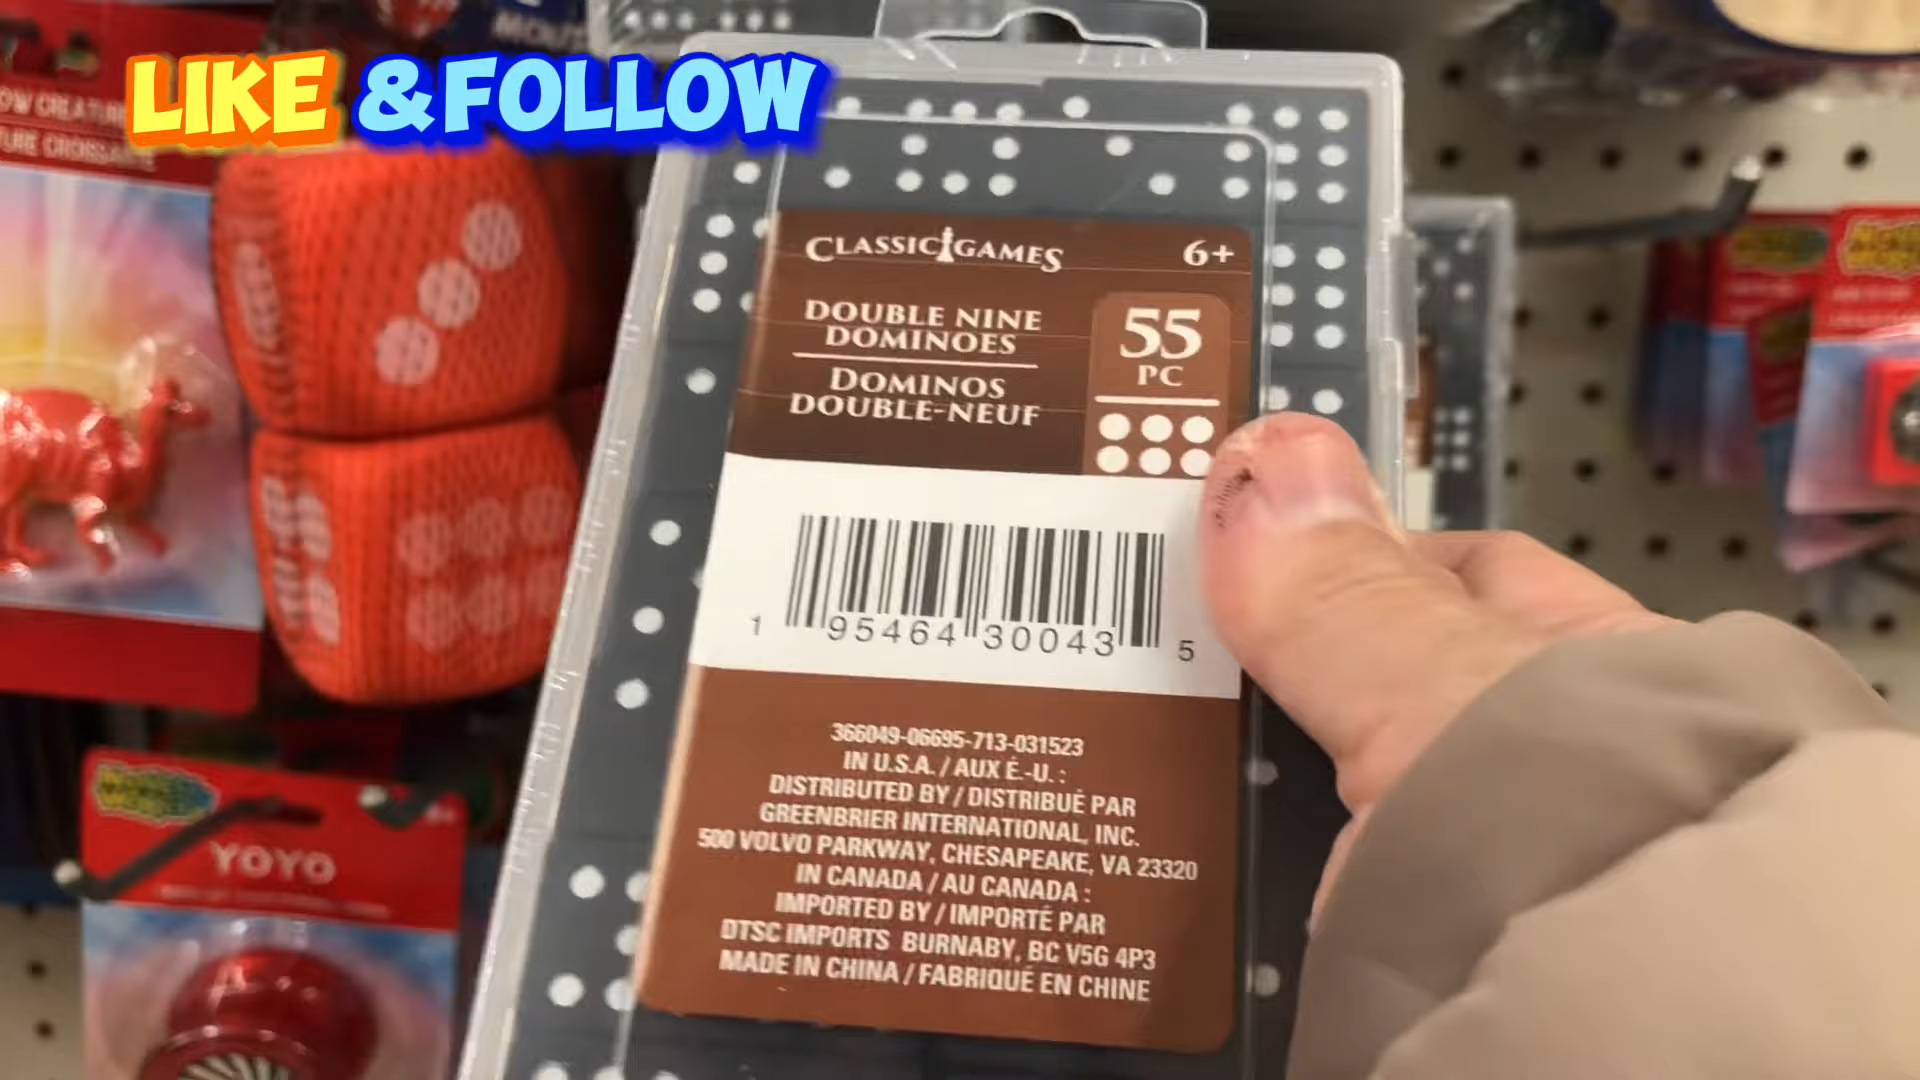 LIKE &FOLLOW
CLASSIC GAMES
6+
DOUBLE NINE
DOMINOES
DOMINOS
DOUBLE-NEUF
55
PC
1 95464 30043 5
366049-06695-713-031523
IN U.S.A. / AUX É.-U. :
DISTRIBUTED BY / DISTRIBUÉ PAR
GREENBRIER INTERNATIONAL, INC.
500 VOLVO PARKWAY, CHESAPEAKE, VA 23320
IN CANADA / AU CANADA :
IMPORTED BY / IMPORTÉ PAR
DTSC IMPORTS BURNABY, BC V5G 4P3
MADE IN CHINA / FABRIQUÉ EN CHINE
YOYO